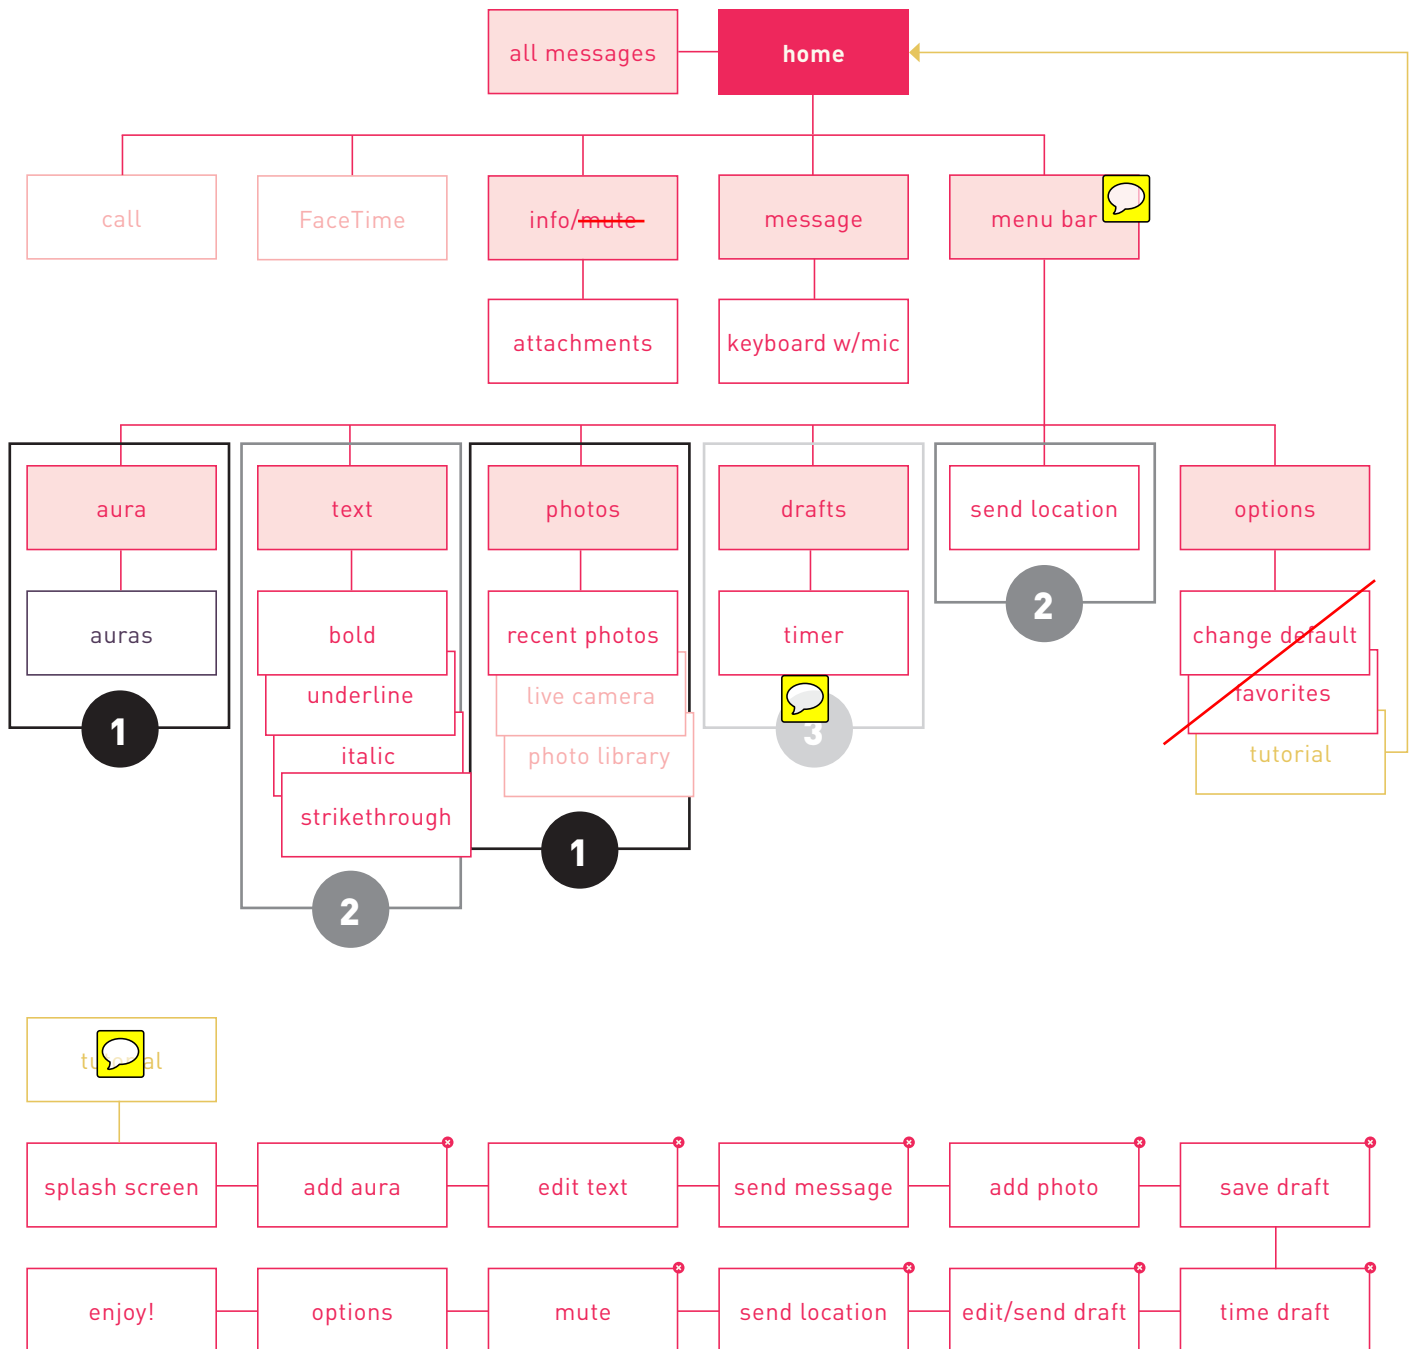 all messages
home
call
FaceTime
info/mute
message
menu bar
attachments
keyboard w/mic
aura
text
photos
drafts
send location
options
auras
bold
recent photos
timer
2
change default
underline
live camera
favorites
1
italic
photo library
3
tutorial
strikethrough
1
2
splash screen
add aura
edit text
send message
add photo
save draft
enjoy!
options
mute
send location
edit/send draft
time draft